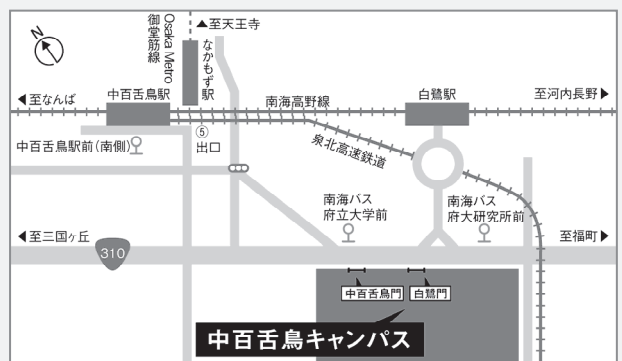 N
▲至天王寺
Osaka Metro
御堂筋線
なかもず駅
◀至なんば
中百舌鳥駅
南海高野線
白鷺駅
至河内長野▶
⑤
出口
中百舌鳥駅前(南側)
泉北高速鉄道
南海バス
府立大学前
南海バス
府大研究所前
◀至三国ヶ丘
310
至福町▶
中百舌鳥門
白鷺門
中百舌鳥キャンパス